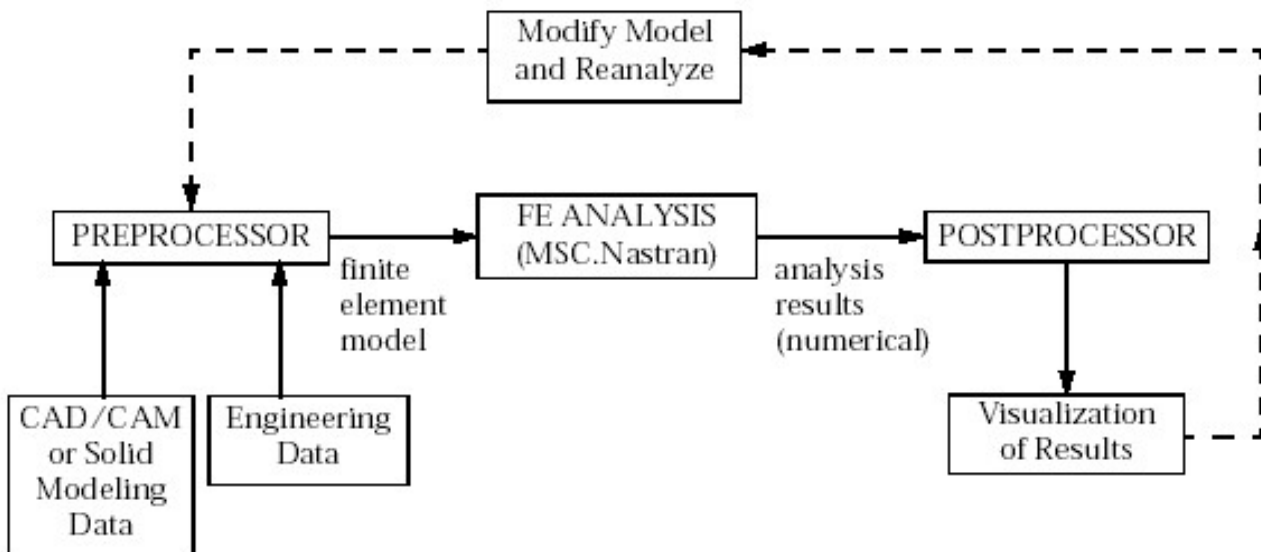 Modify Model
and Reanalyze
PREPROCESSOR
FE ANALYSIS
(MSC.Nastran)
POSTPROCESSOR
finite
element
model
analysis
results
(numerical)
CAD/CAM
or Solid
Modeling
Data
Engineering
Data
Visualization
of Results